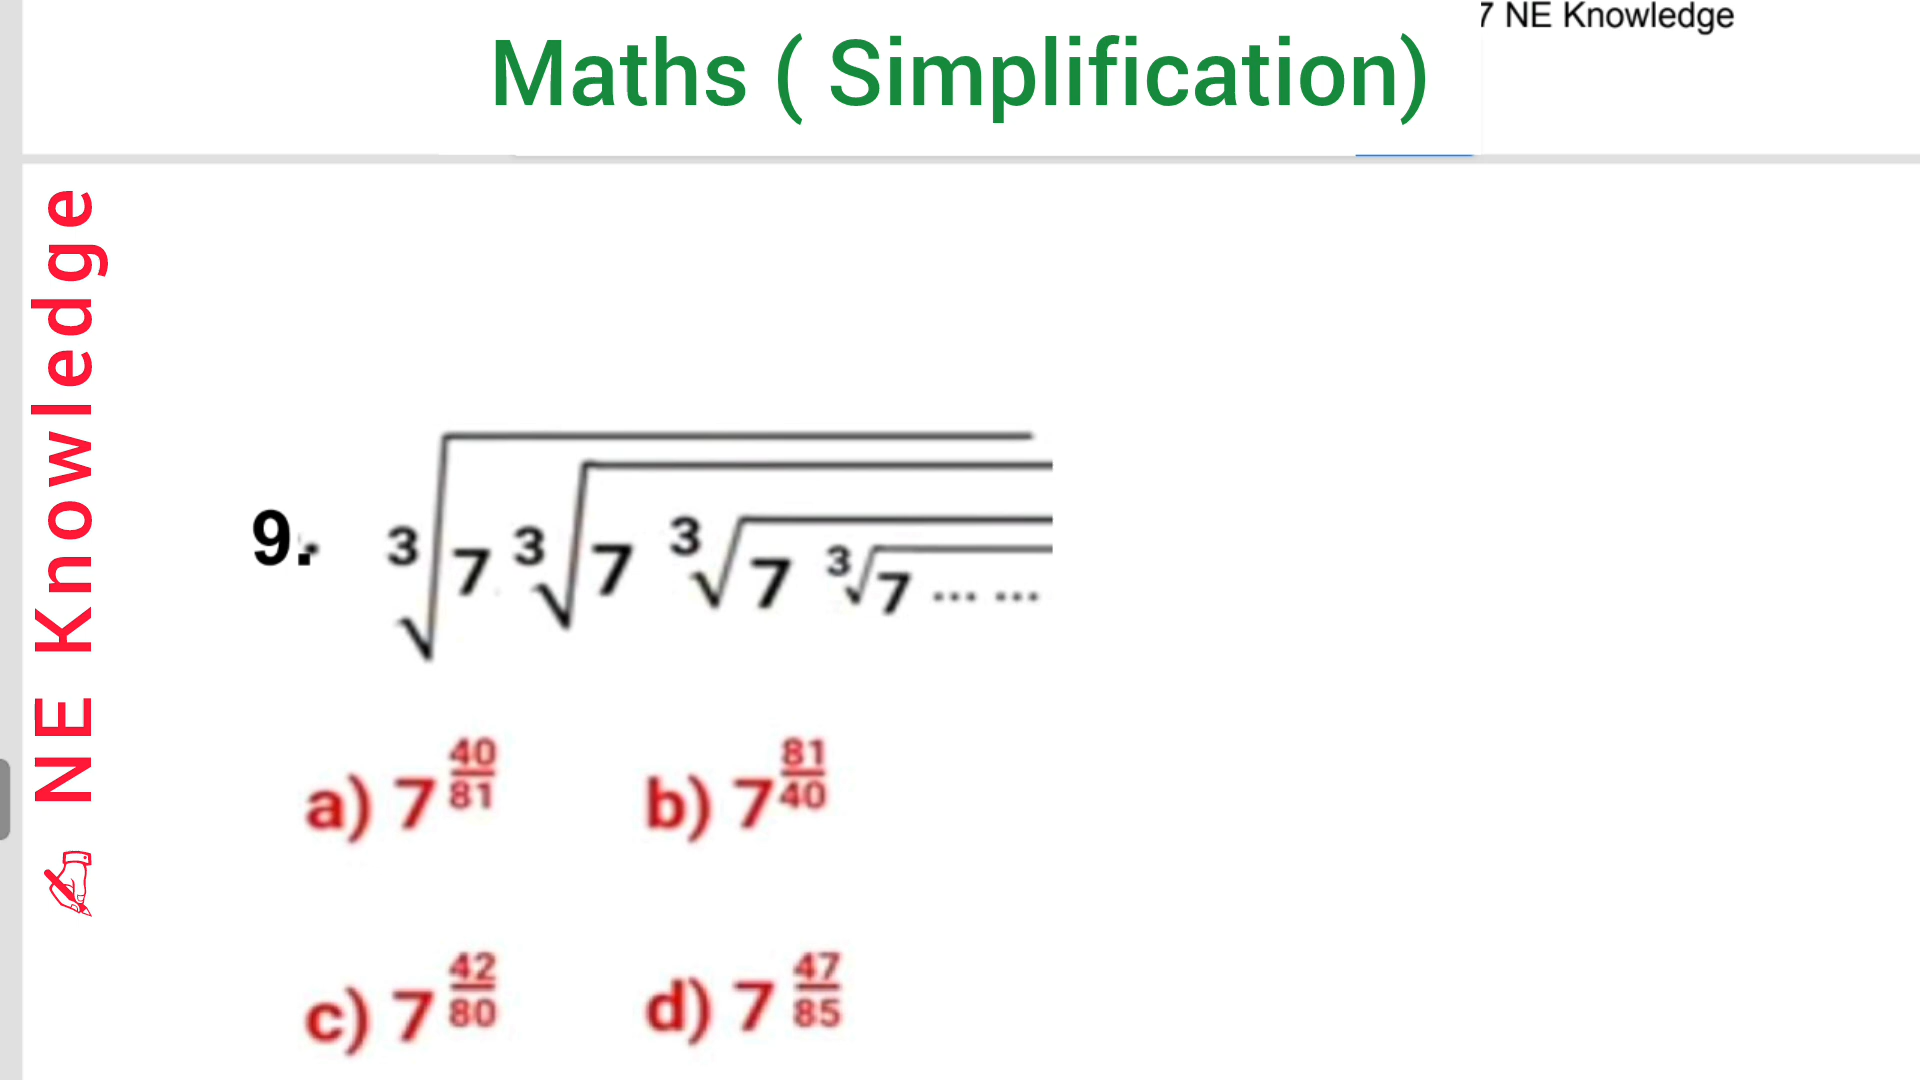 7 NE Knowledge
Maths ( Simplification)
✍ NE Knowledge
9. ∛7 ∛7 ∛7 ∛7 ... ...
a) 7^(40/81) b) 7^(81/40)
c) 7^(42/80) d) 7^(47/85)